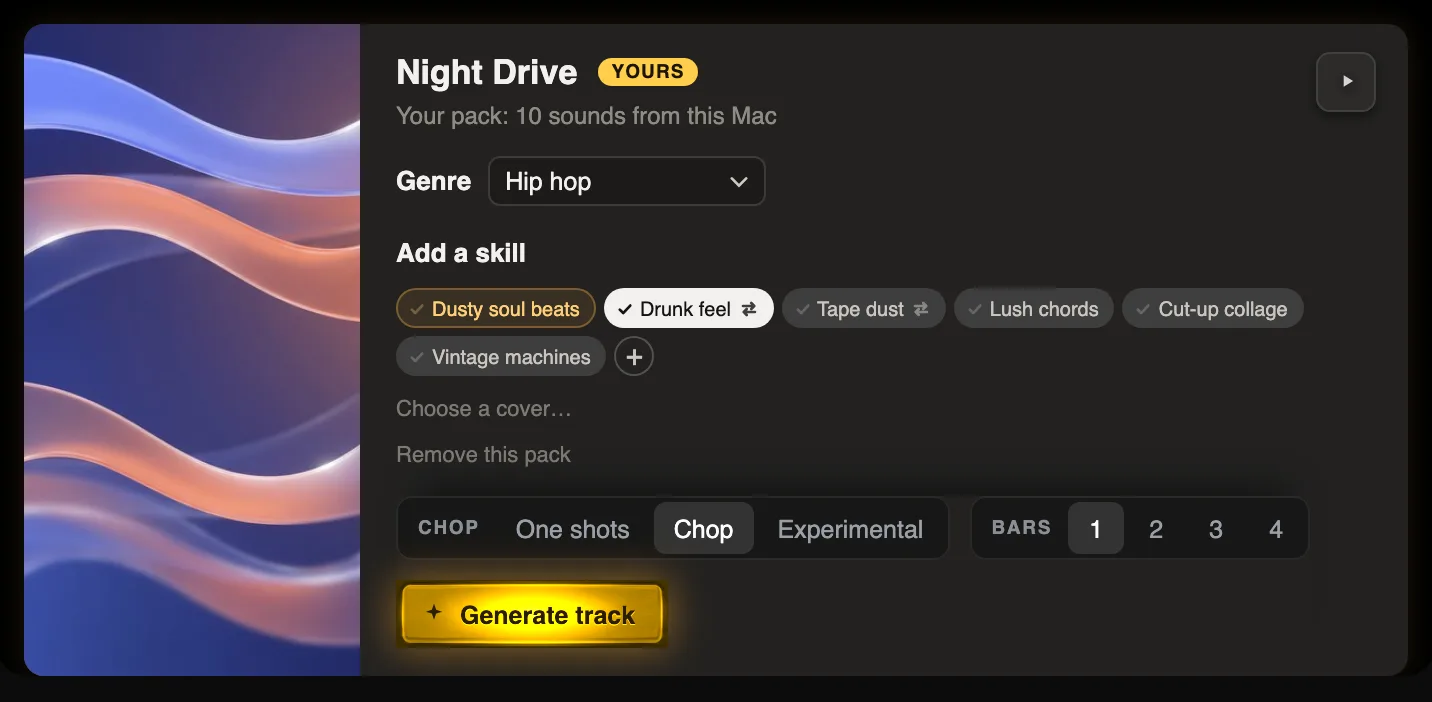 Night Drive YOURS
Your pack: 10 sounds from this Mac
Genre Hip hop
Add a skill
Dusty soul beats Drunk feel Tape dust Lush chords Cut-up collage
Vintage machines
Choose a cover…
Remove this pack
CHOP One shots Chop Experimental BARS 1 2 3 4
Generate track